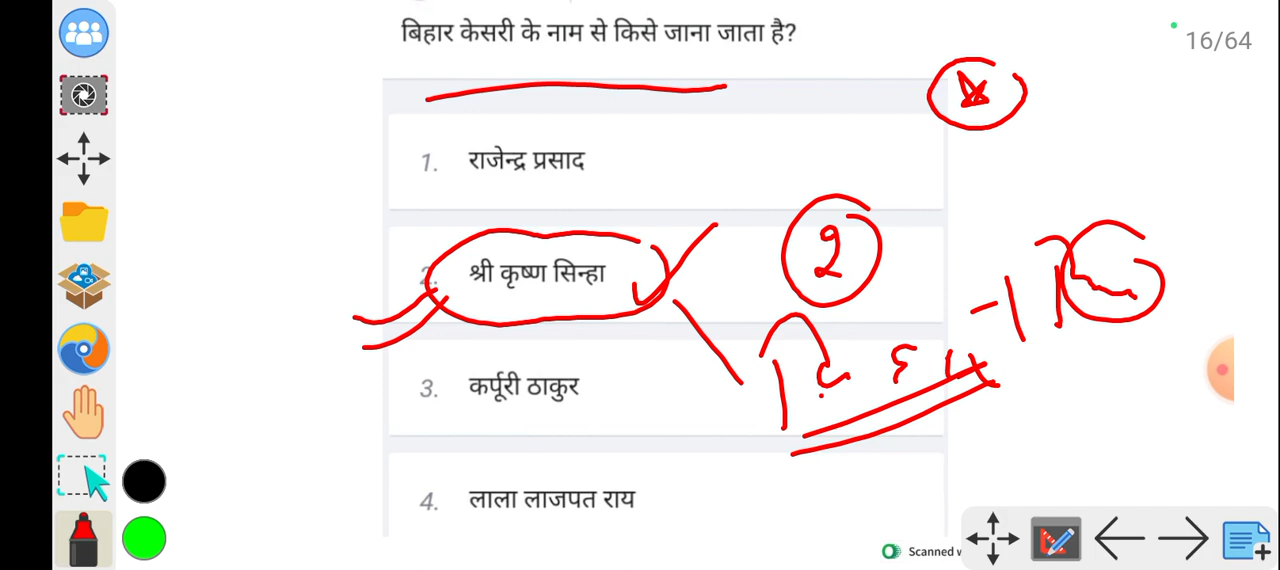 बिहार केसरी के नाम से किसे जाना जाता है?
16/64
1. राजेन्द्र प्रसाद
2. श्री कृष्ण सिन्हा
2
3. कर्पूरी ठाकुर
4. लाला लाजपत राय
Scanned